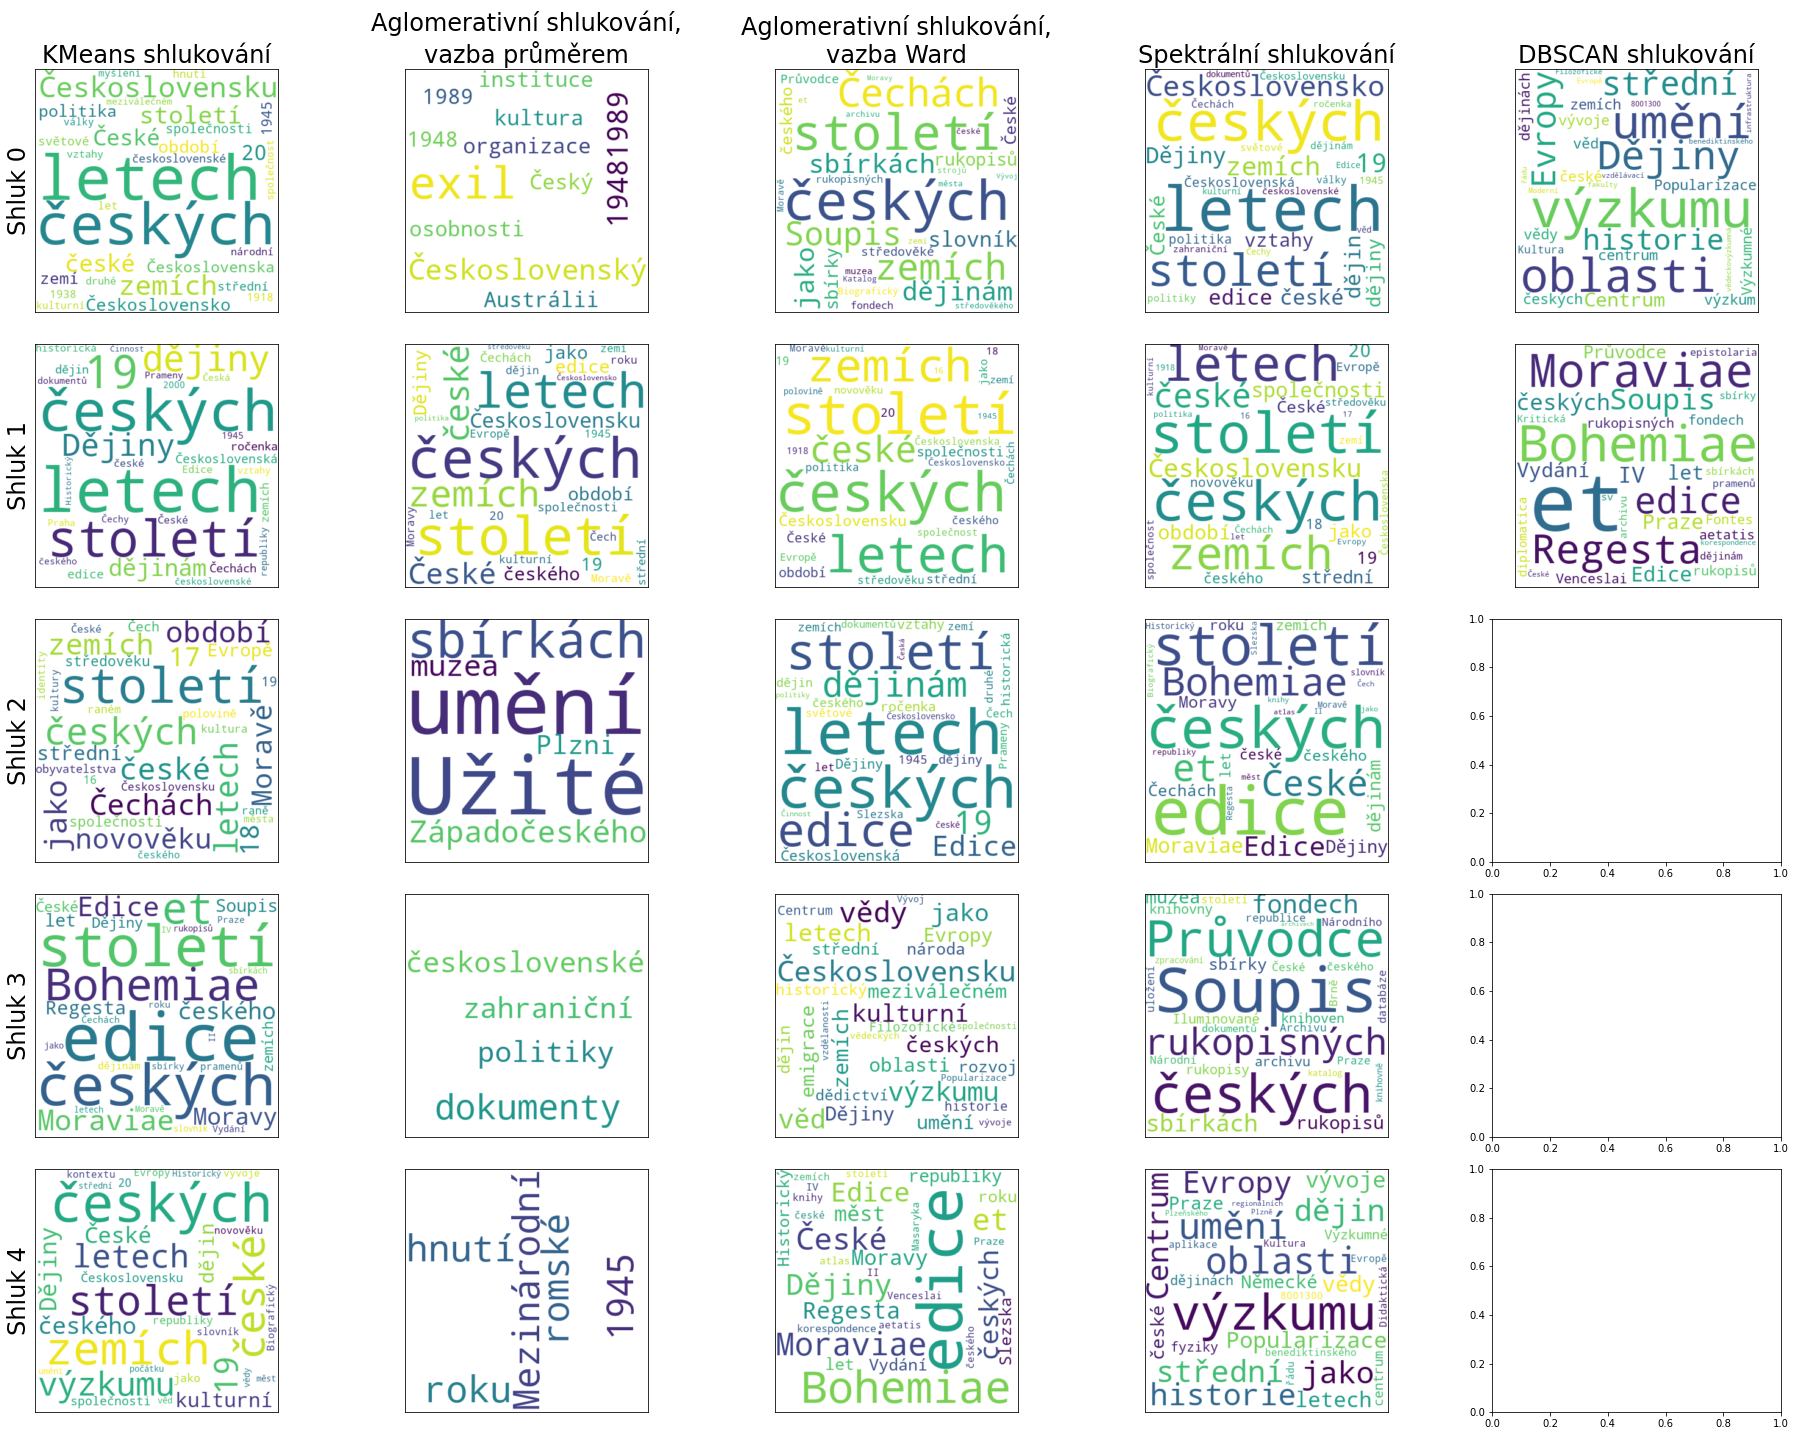 KMeans shlukování
Aglomerativní shlukování,
vazba průměrem
Aglomerativní shlukování,
vazba Ward
Spektrální shlukování
DBSCAN shlukování
Shluk 0
myšlení hnutí
Československu
meziválečném
politika století 1945
války společnosti
světové České období
vztahy československé 20
letech společnost
let
českých
národní
české Československa
zemí druhé zemích střední
1938 1918
kulturní Československo
instituce
1989
kultura
1948 organizace 19481989
exil Český
osobnosti
Československý
Austrálii
Průvodce Moravy
et Čechách
českého archivu České
století české
sbírkách rukopisů
rukopisných strojů Vývoj
Moravě města
českých
Soupis zemí slovník
středověké
jako sbírky muzea zemích
Katalog
Biografický dějinám
fondech středověkého
dokumentů Československu
Československo
Čechách ročenka
českých
světové dějinám
Dějiny zemích Edice 19
Československá války 1945
kulturní československé
České letech
politika vztahy věd
zahraniční Čechy
století dějin dějiny
politiky edice české
Filozofické Evropě
dějinách Evropy střední
zemích 8001300 infrastruktura
vývoje umění
věd benediktinského
Dějiny
řádu české vzdělávací Popularizace
Moderní fakulty
výzkumu
vědy historie
Kultura centrum vědeckovýzkumná Výzkumné
oblasti
českých Centrum výzkum
Shluk 1
historická Činnost
dějin 19 dějiny
dokumentů Prameny Česká
2000
českých
Dějiny 1945
ročenka
české Československá
Historický Edice vztahy
letech
Praha Čechy České republiky zemích
století
českého Čechách
edice dějinám
československé
středověku jako zemí
Dějiny české Čechách roku
dějin edice
letech Československo
politika Československu
Evropě 1945
českých
zemích období
Moravy let 20 společnosti
století Čech
kulturní 19 střední
České českého Moravě
Moravě kulturní 18
19 zemích 16 jako zemí
polovině novověku
století 20 1945
české Československa
1918 společnosti
politika Československo Čechách
českých
Československu českého
České společnost
Evropě letech
období
středověku střední
Moravě 20
kulturní 1918 letech Evropě
české společnosti
České středověku
politika 16 17
století zemí
Československu
novověku
českých
společnost období 18 jako Československa
Čechách let Evropy
zemích 19
českého střední
Průvodce epistolaria
Moraviae
českých Soupis sbírky
Kritická rukopisných fondech
Bohemiae
Vydání IV let sbírkách
pramenů
et sv archivu edice
diplomatica Praze Fontes
aetatis
Regesta korespondence
dějinám
České Venceslai Edice rukopisů
Shluk 2
České Čech období
zemích 17 Evropě
středověku
identity kultury století 19
raném polovině
českých kultura
střední Moravě
obyvatelstva české letech
16 Československu
jako Čechách raně
společnosti města
novověku 18
českého
sbírkách
muzea
umění
Plzni
Užité
Západočeského
zemích dokumentů vztahy zemí
století Česká historická
dějin dějinám druhé
politiky českého ročenka
světové Československo Čech
letech Prameny
let Dějiny 1945 dějiny
českých
Činnost Slezska české 19
edice Edice
Československá
Historický roku Slezska zemích
století
Biografický Bohemiae slovník
Čech
Moravy knihy Moravě
atlas II jako
českých
republiky české českého
et let měst České
Čechách Regesta dějinám
edice
Moraviae Edice Dějiny
1.0
0.8
0.6
0.4
0.2
0.0
0.0 0.2 0.4 0.6 0.8 1.0
Shluk 3
České Edice et Soupis
let Dějiny Praze
IV rukopisů
století
sbírkách
Bohemiae
Regesta roku českého
Čechách
jako edice II zemích
dějinám sbírky pramenů
českých
letech Moravě
Moraviae Moravy
slovník Vydání
československé
zahraniční
politiky
dokumenty
Vývoj
Centrum vědy jako
letech Evropy
střední národa
Československu
historický meziválečném
kulturní
dějin emigrace vzdělanosti zemích Filozofické společnosti
vědeckých českých
oblasti rozvoj
Popularizace
dědictví výzkumu
věd Dějiny historie
umění vývoje
muzea století fondech
knihovny republice
archivech Národního
Průvodce
zpracování sbírky České českého
uložení Soupis Brně databáze
Iluminované knihoven
dokumentů Archivu
rukopisných
Národní archivu Praze
rukopisy katalog knihovně
českých
sbírkách rukopisů
1.0
0.8
0.6
0.4
0.2
0.0
0.0 0.2 0.4 0.6 0.8 1.0
Shluk 4
kontextu Evropy Historický vývoje
střední 20
českých
České novověku
Dějiny letech dějin české
Československu
století Biografický
českého republiky
slovník
zemích 19
umění počátku
výzkumu jako vědy měst
společnosti věd kulturní
hnutí Mezinárodní romské 1945
roku
Historický zemích století republiky
IV Edice roku
knihy
české měst Masaryka et
České Praze
atlas Moravy
II
Dějiny edice českých
Venceslai
Regesta Slezska
korespondence aetatis
Moraviae českého
let Vydání
Bohemiae
Centrum Evropy vývoje
Praze regionálních dějin
Plzeňského Plzně
umění Výzkumné
aplikace Kultura
oblasti Evropě
dějinách Německé vědy
8001300 Didaktická
výzkumu
české fyziky Popularizace
benediktinského
střední řádu jako centrum
historie letech
1.0
0.8
0.6
0.4
0.2
0.0
0.0 0.2 0.4 0.6 0.8 1.0